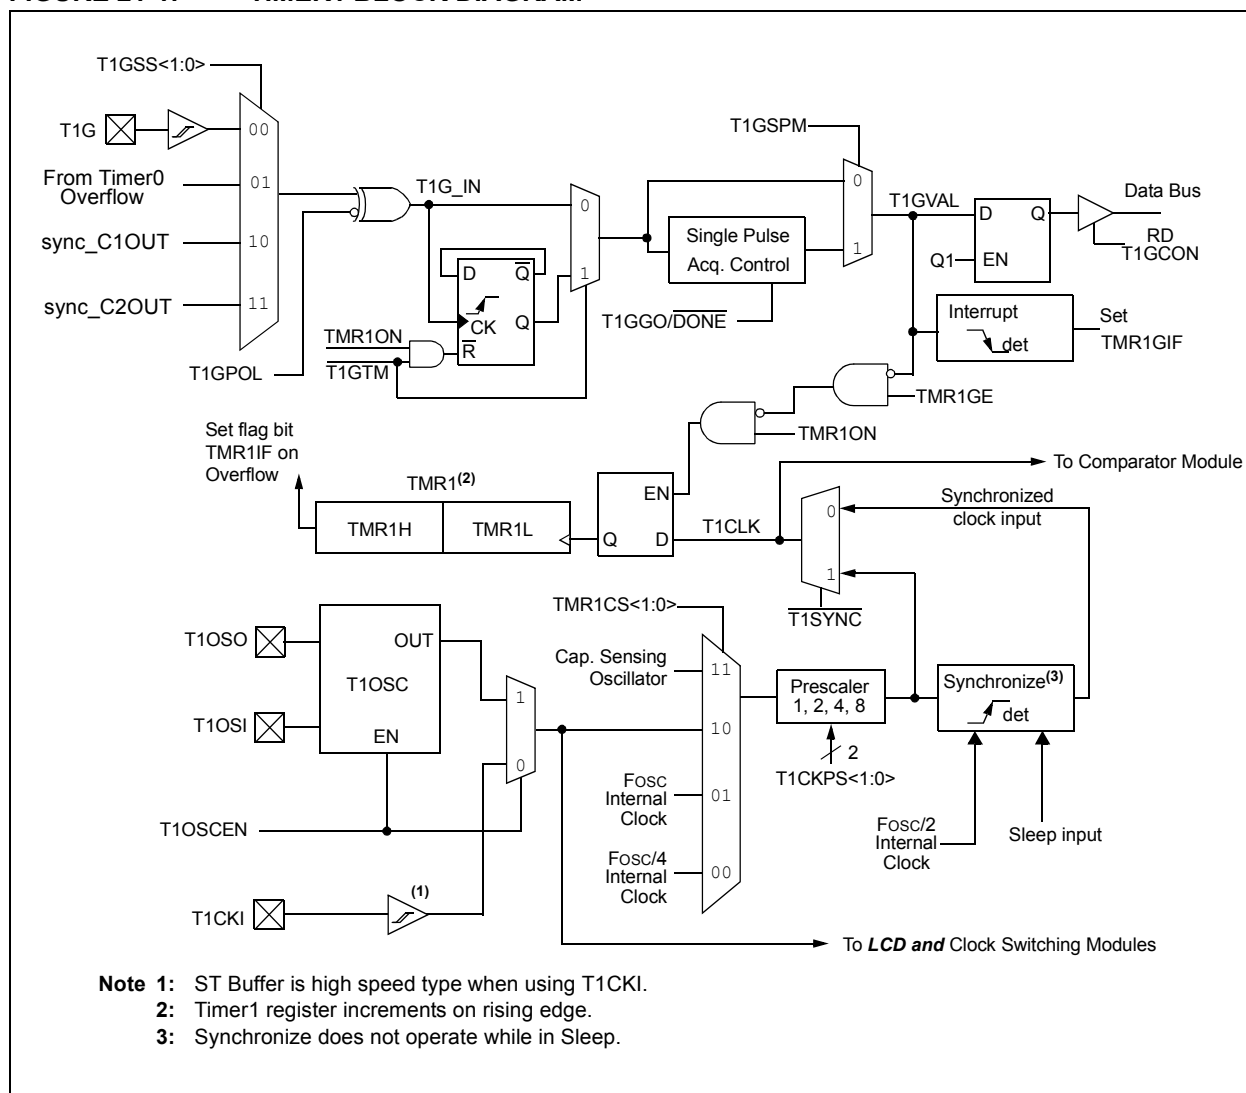 T1GSS<1:0>
T1G
00
From Timer0
Overflow
01
sync_C1OUT
10
sync_C2OUT
11
T1GPOL
T1G_IN
0
1
D
Q
CK
Q
R
TMR1ON
T1GTM
T1GSPM
0
1
Single Pulse
Acq. Control
T1GGO/DONE
T1GVAL
D
Q
Q1
EN
Data Bus
RD
T1GCON
Interrupt
det
Set
TMR1GIF
TMR1GE
TMR1ON
Set flag bit
TMR1IF on
Overflow
TMR1(2)
TMR1H
TMR1L
EN
Q
D
T1CLK
To Comparator Module
0
1
Synchronized
clock input
T1SYNC
T1OSO
OUT
T1OSC
T1OSI
EN
1
0
T1OSCEN
(1)
T1CKI
TMR1CS<1:0>
Cap. Sensing
Oscillator
11
10
FOSC
Internal
Clock
01
FOSC/4
Internal
Clock
00
Prescaler
1, 2, 4, 8
2
T1CKPS<1:0>
Synchronize(3)
det
FOSC/2
Internal
Clock
Sleep input
To LCD and Clock Switching Modules
Note 1: ST Buffer is high speed type when using T1CKI.
2: Timer1 register increments on rising edge.
3: Synchronize does not operate while in Sleep.